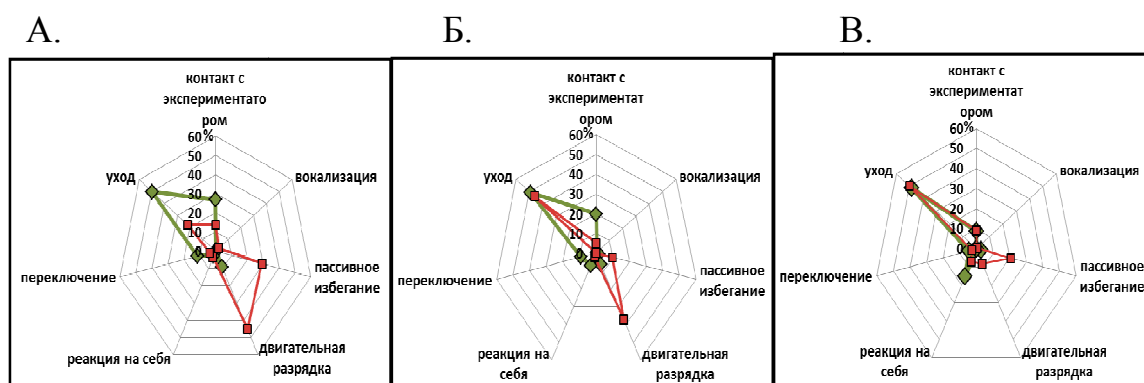 А.
Б.
В.
контакт с
эксперименташо
ром
60%
50
40
30
20
10
0
вокализация
пассивное
избегание
двигательная
разрядка
реакция на себя
переключение
уход
контакт с
экспериментат
ором
60%
50
40
30
20
10
0
вокализация
пассивное
избегание
двигательная
разрядка
реакция на
себя
переключение
уход
контакт с
экспериментат
ором
60%
50
40
30
20
10
0
вокализация
пассивное
избегание
двигательная
разрядка
реакция на себя
переключение
уход